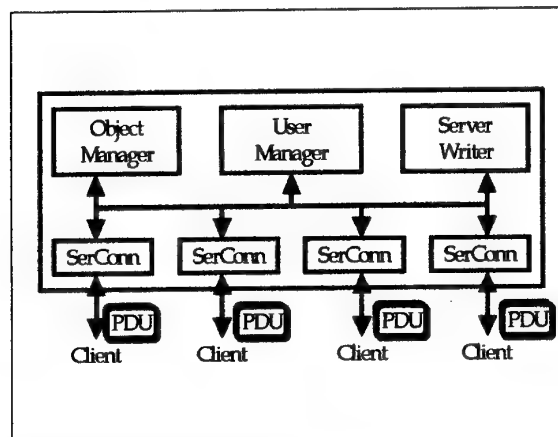 Object
Manager
User
Manager
Server
Writer
SerConn
SerConn
SerConn
SerConn
PDU
PDU
PDU
PDU
Client
Client
Client
Client